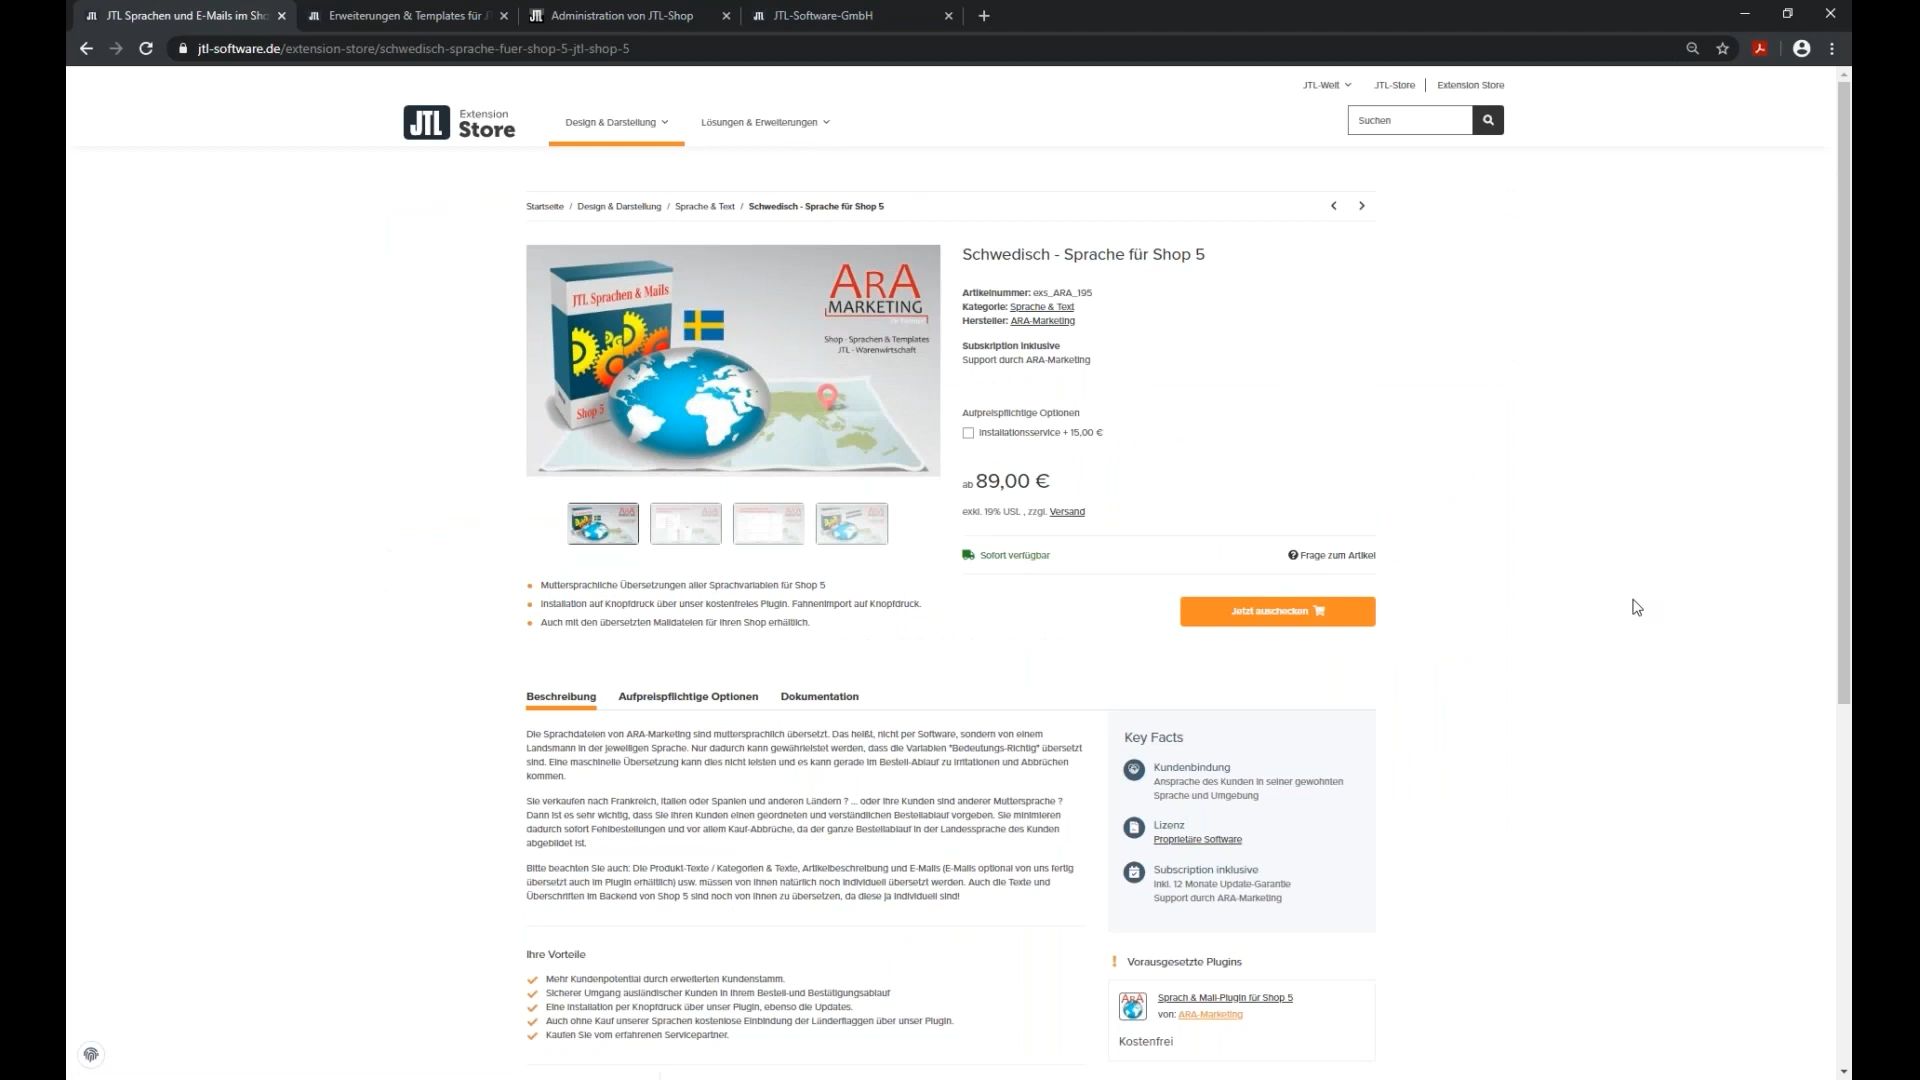 JTL Sprachen und E-Mails im Sho
Erweiterungen & Templates für J
Administration von JTL-Shop
JTL-Software-GmbH
jtl-software.de/extension-store/schwedisch-sprache-fuer-shop-5-jtl-shop-5
JTL-Welt
JTL-Store
Extension Store
JTL Extension Store
Design & Darstellung
Lösungen & Erweiterungen
Suchen
Startseite / Design & Darstellung / Sprache & Text / Schwedisch - Sprache für Shop 5
JTL Sprachen & Mails
Shop 5
ARA
MARKETING
Shop - Sprachen & Templates
JTL - Warenwirtschaft
Schwedisch - Sprache für Shop 5
Artikelnummer: exs_ARA_195
Kategorie: Sprache & Text
Hersteller: ARA-Marketing
Subskription inklusive
Support durch ARA-Marketing
Aufpreispflichtige Optionen
Installationsservice + 15,00 €
ab 89,00 €
exkl. 19% USt. , zzgl. Versand
Sofort verfügbar
Frage zum Artikel
Jetzt auschecken
Muttersprachliche Übersetzungen aller Sprachvariablen für Shop 5
Installation auf Knopfdruck über unser kostenfreies Plugin. Fahnenimport auf Knopfdruck.
Auch mit den übersetzten Maildateien für Ihren Shop erhältlich.
Beschreibung
Aufpreispflichtige Optionen
Dokumentation
Die Sprachdateien von ARA-Marketing sind muttersprachlich übersetzt. Das heißt, nicht per Software, sondern von einem
Landsmann in der jeweiligen Sprache. Nur dadurch kann gewährleistet werden, dass die Variablen "Bedeutungs-Richtig" übersetzt
sind. Eine maschinelle Übersetzung kann dies nicht leisten und es kann gerade im Bestell-Ablauf zu Irritationen und Abbrüchen
kommen.
Sie verkaufen nach Frankreich, Italien oder Spanien und anderen Ländern ? ... oder Ihre Kunden sind anderer Muttersprache ?
Dann ist es sehr wichtig, dass Sie Ihren Kunden einen geordneten und verständlichen Bestellablauf vorgeben. Sie minimieren
dadurch sofort Fehlbestellungen und vor allem Kauf-Abbrüche, da der ganze Bestellablauf in der Landessprache des Kunden
abgebildet ist.
Bitte beachten Sie auch: Die Produkt-Texte / Kategorien & Texte, Artikelbeschreibung und E-Mails (E-Mails optional von uns fertig
übersetzt auch im Plugin erhältlich) usw. müssen von Ihnen natürlich noch individuell übersetzt werden. Auch die Texte und
Überschriften im Backend von Shop 5 sind noch von Ihnen zu übersetzen, da diese ja individuell sind!
Ihre Vorteile
Mehr Kundenpotential durch erweiterten Kundenstamm.
Sicherer Umgang ausländischer Kunden in Ihrem Bestell-und Bestätigungsablauf
Eine Installation per Knopfdruck über unser Plugin, ebenso die Updates.
Auch ohne Kauf unserer Sprachen kostenlose Einbindung der Länderflaggen über unser Plugin.
Kaufen Sie vom erfahrenen Servicepartner.
Key Facts
Kundenbindung
Ansprache des Kunden in seiner gewohnten
Sprache und Umgebung
Lizenz
Proprietäre Software
Subscription inklusive
Inkl. 12 Monate Update-Garantie
Support durch ARA-Marketing
Vorausgesetzte Plugins
Sprach & Mail-Plugin für Shop 5
von: ARA-Marketing
Kostenfrei